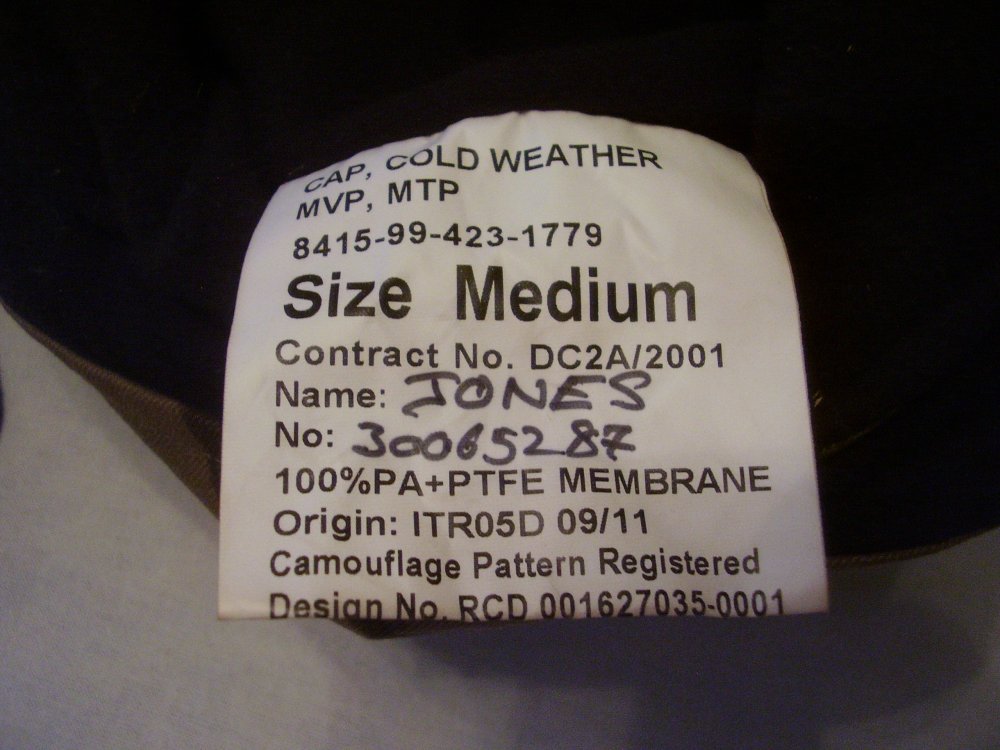 CAP, COLD WEATHER
MVP, MTP
8415-99-423-1779
Size Medium
Contract No. DC2A/2001
Name: JONES
No: 30065287
100%PA+PTFE MEMBRANE
Origin: ITR05D 09/11
Camouflage Pattern Registered
Design No. RCD 001627035-0001